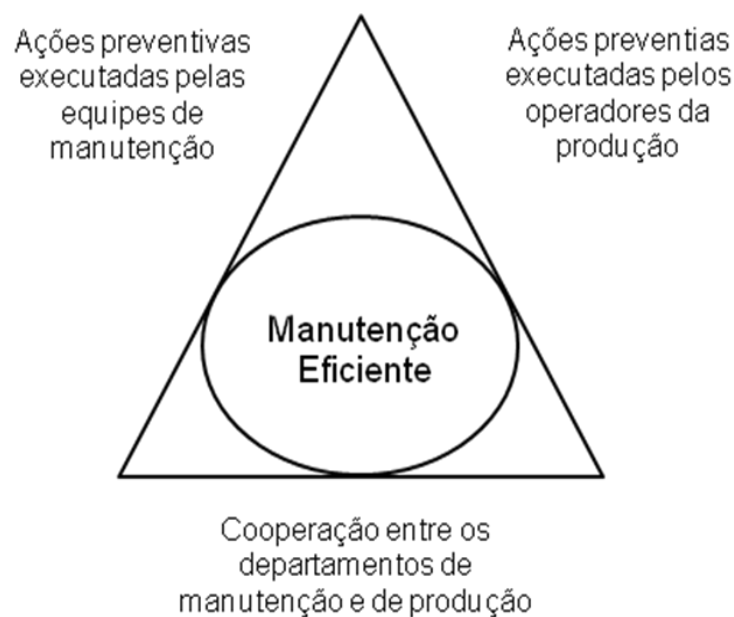 Ações preventivas
executadas pelas
equipes de
manutenção
Ações preventias
executadas pelos
operadores da
produção
Manutenção
Eficiente
Cooperação entre os
departamentos de
manutenção e de produção